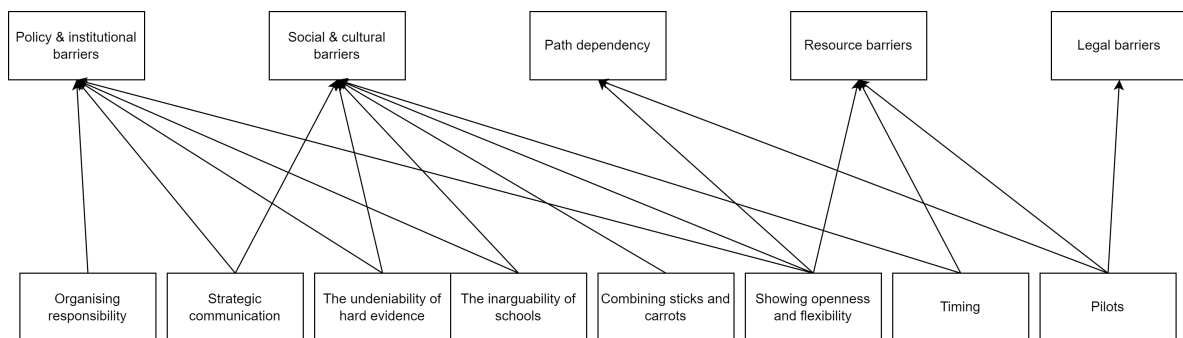 Policy & institutional
barriers
Social & cultural
barriers
Path dependency
Resource barriers
Legal barriers
Organising
responsibility
Strategic
communication
The undeniability of
hard evidence
The inarguability of
schools
Combining sticks and
carrots
Showing openness
and flexibility
Timing
Pilots